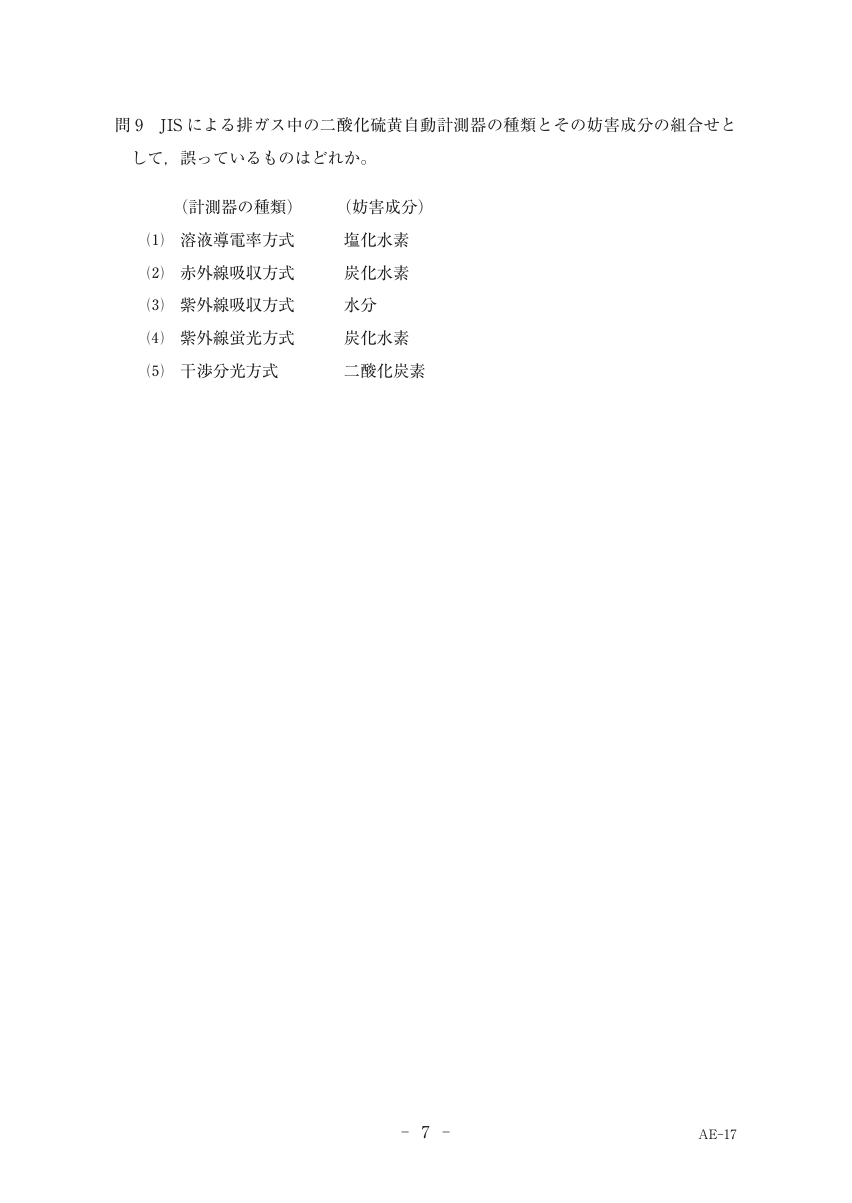 問9　JISによる排ガス中の二酸化硫黄自動計測器の種類とその妨害成分の組合せと
して，誤っているものはどれか。
（計測器の種類）　（妨害成分）
⑴　溶液導電率方式　塩化水素
⑵　赤外線吸収方式　炭化水素
⑶　紫外線吸収方式　水分
⑷　紫外線蛍光方式　炭化水素
⑸　干渉分光方式　二酸化炭素
－ 7 －
AE-17